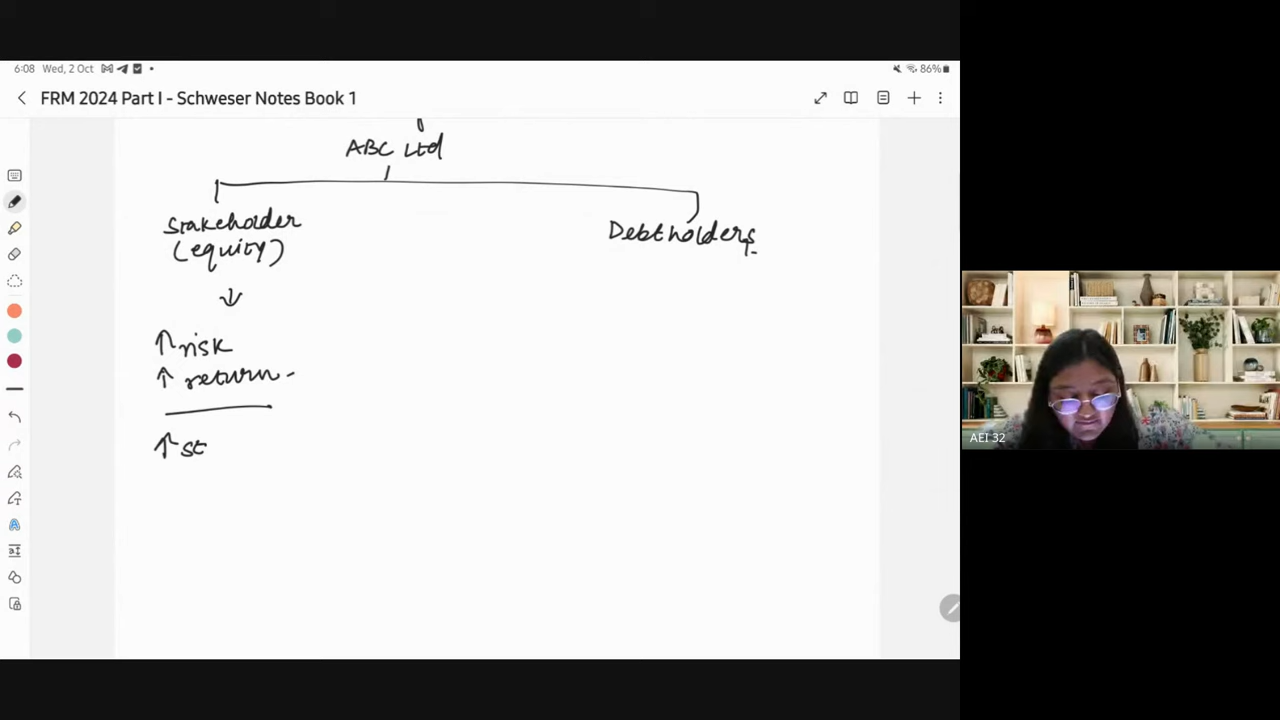 6:08 Wed, 2 Oct
86%
FRM 2024 Part I - Schweser Notes Book 1
ABC Ltd
Stakeholder
(equity)
Debtholders
↓
↑ risk
↑ return
↑ st
AEI 32